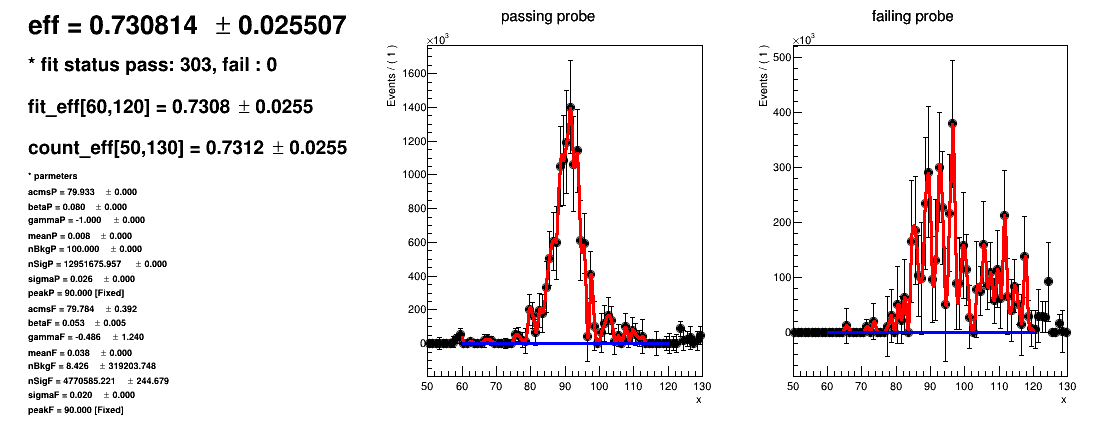 eff = 0.730814 ± 0.025507
* fit status pass: 303, fail : 0
fit_eff[60,120] = 0.7308 ± 0.0255
count_eff[50,130] = 0.7312 ± 0.0255
* parmeters
acmsP = 79.933 ± 0.000
betaP = 0.080 ± 0.000
gammaP = -1.000 ± 0.000
meanP = 0.008 ± 0.000
nBkgP = 100.000 ± 0.000
nSigP = 12951675.957 ± 0.000
sigmaP = 0.026 ± 0.000
peakP = 90.000 [Fixed]
acmsF = 79.784 ± 0.392
betaF = 0.053 ± 0.005
gammaF = -0.486 ± 1.240
meanF = 0.038 ± 0.000
nBkgF = 8.426 ± 319203.748
nSigF = 4770585.221 ± 244.679
sigmaF = 0.020 ± 0.000
peakF = 90.000 [Fixed]
passing probe
×10³
Events / ( 1 )
1600
1400
1200
1000
800
600
400
200
0
50 60 70 80 90 100 110 120 130
x
failing probe
×10³
Events / ( 1 )
500
400
300
200
100
0
50 60 70 80 90 100 110 120 130
x